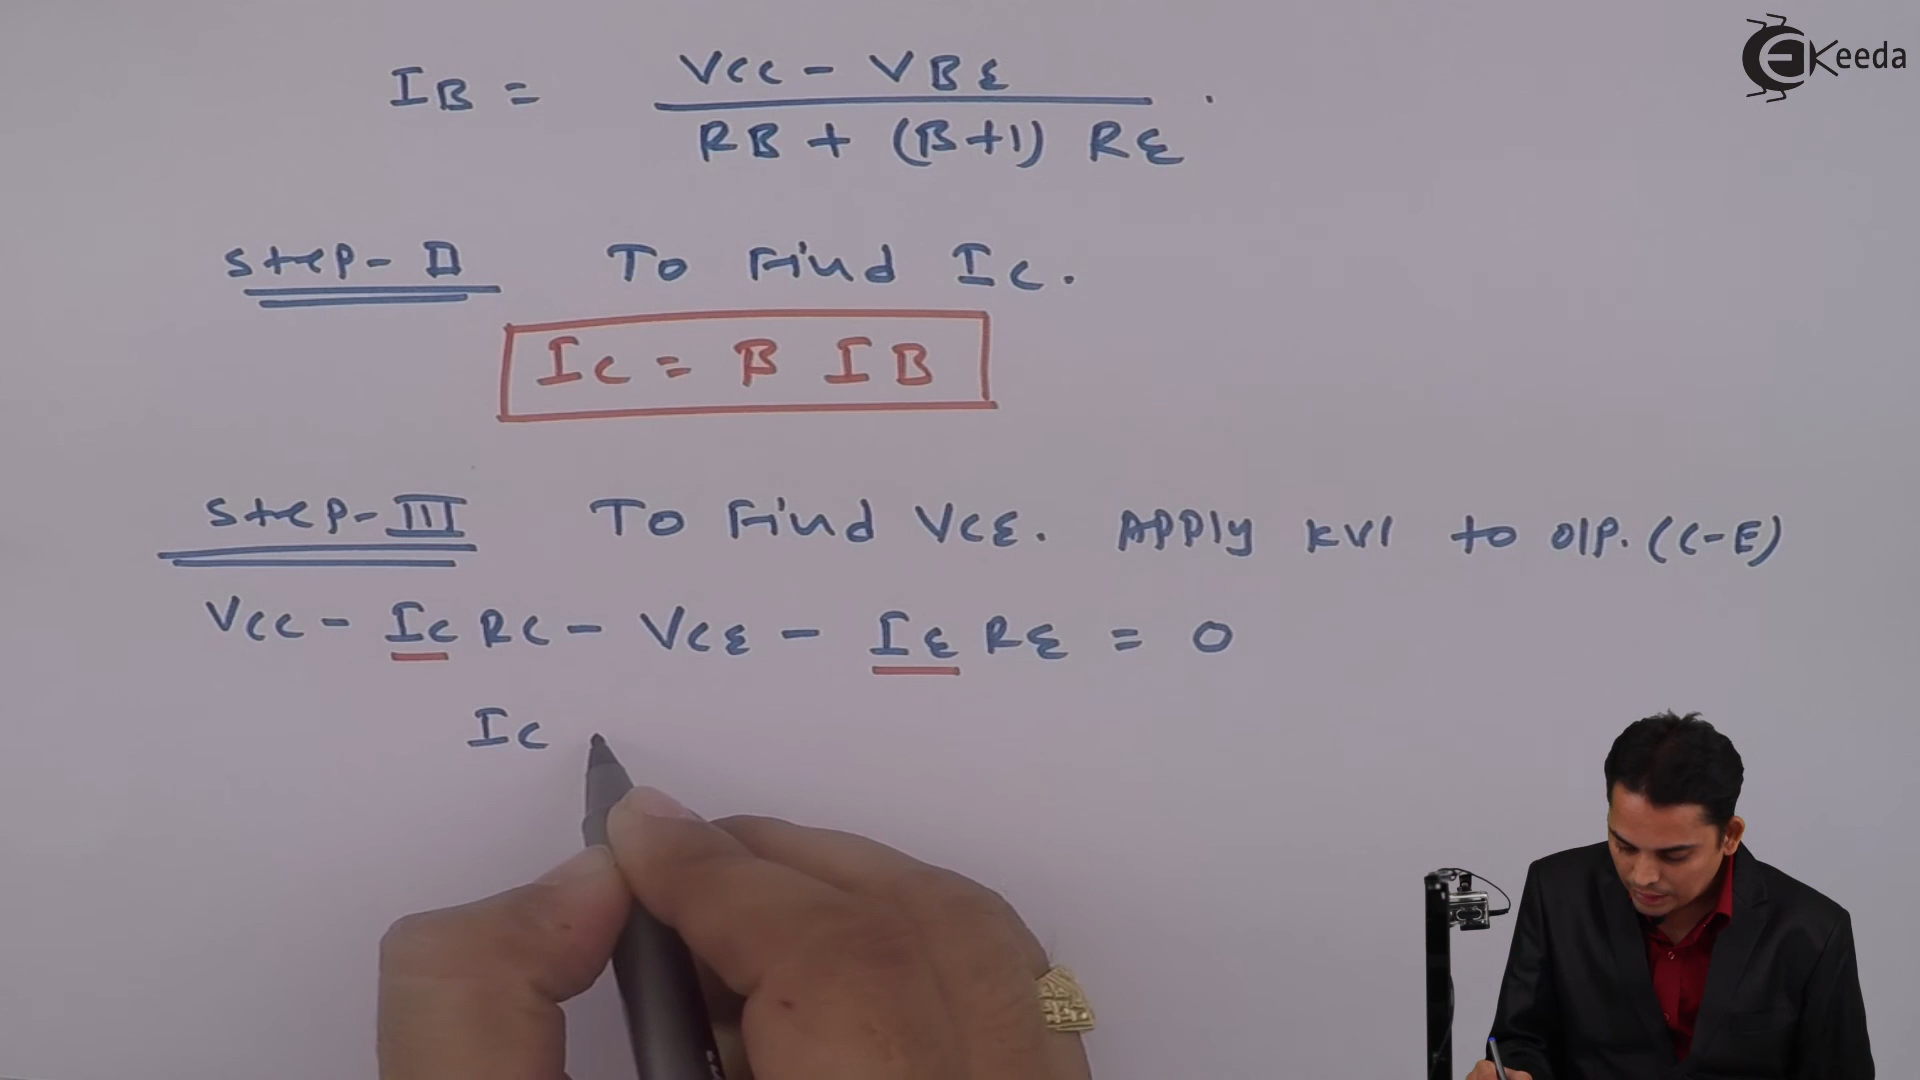 EKeeda
IB = VCC - VBE / RB + (β+1) RE .
Step-II To Find IC.
IC = β IB
Step-III To Find VCE. Apply KVl to O/P. (C-E)
VCC - IC RC - VCE - IE RE = 0
IC